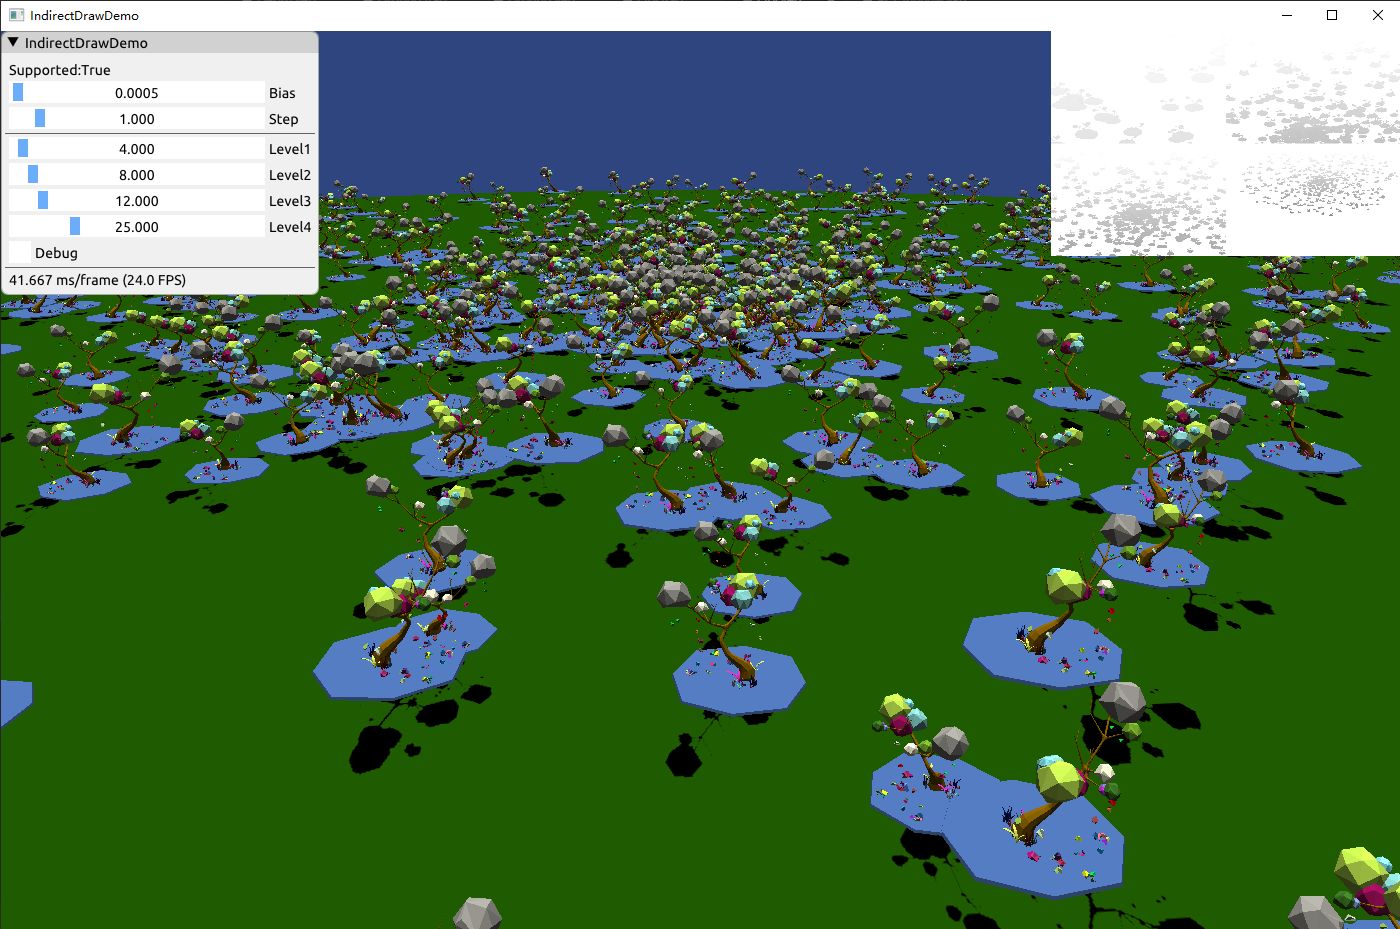 IndirectDrawDemo
IndirectDrawDemo
Supported:True
0.0005 Bias
1.000 Step
4.000 Level1
8.000 Level2
12.000 Level3
25.000 Level4
Debug
41.667 ms/frame (24.0 FPS)